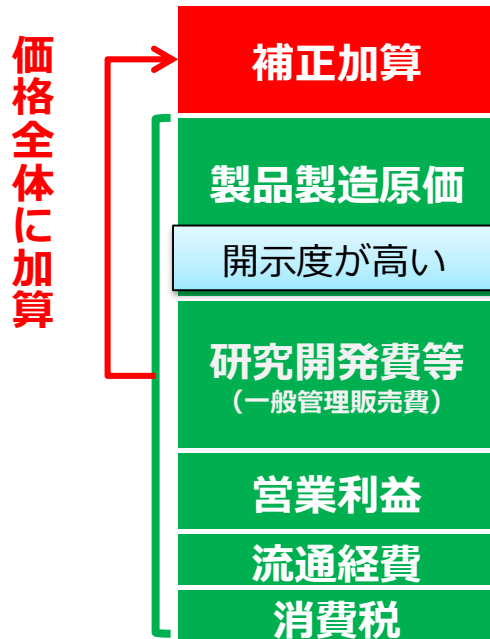 価格全体に加算
補正加算
製品製造原価
開示度が高い
研究開発費等
（一般管理販売費）
営業利益
流通経費
消費税